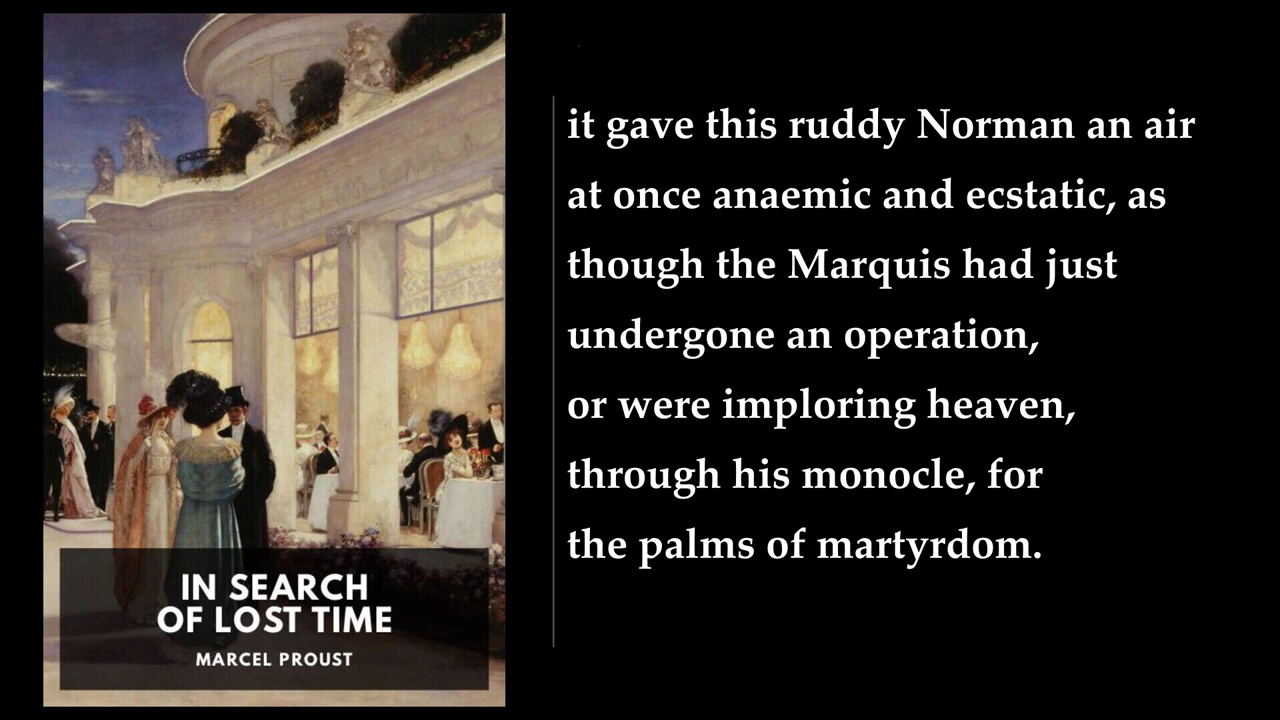 it gave this ruddy Norman an air
at once anaemic and ecstatic, as
though the Marquis had just
undergone an operation,
or were imploring heaven,
through his monocle, for
the palms of martyrdom.
IN SEARCH
OF LOST TIME
MARCEL PROUST